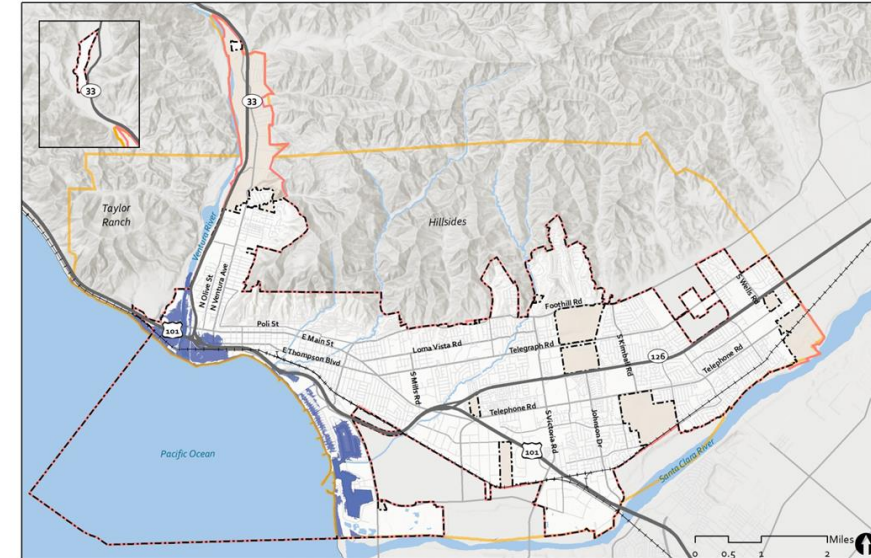 33
33
Taylor
Ranch
Hillsides
Ventura River
N Olive St
N Ventura Ave
101
Poli St
E Main St
E Thompson Blvd
Loma Vista Rd
Foothill Rd
Telegraph Rd
S Mills Rd
S Kimball Rd
S Wells Rd
126
Telephone Rd
Telephone Rd
S Victoria Rd
Johnson Dr
101
Pacific Ocean
Santa Clara River
0 0.5 1 2 Miles